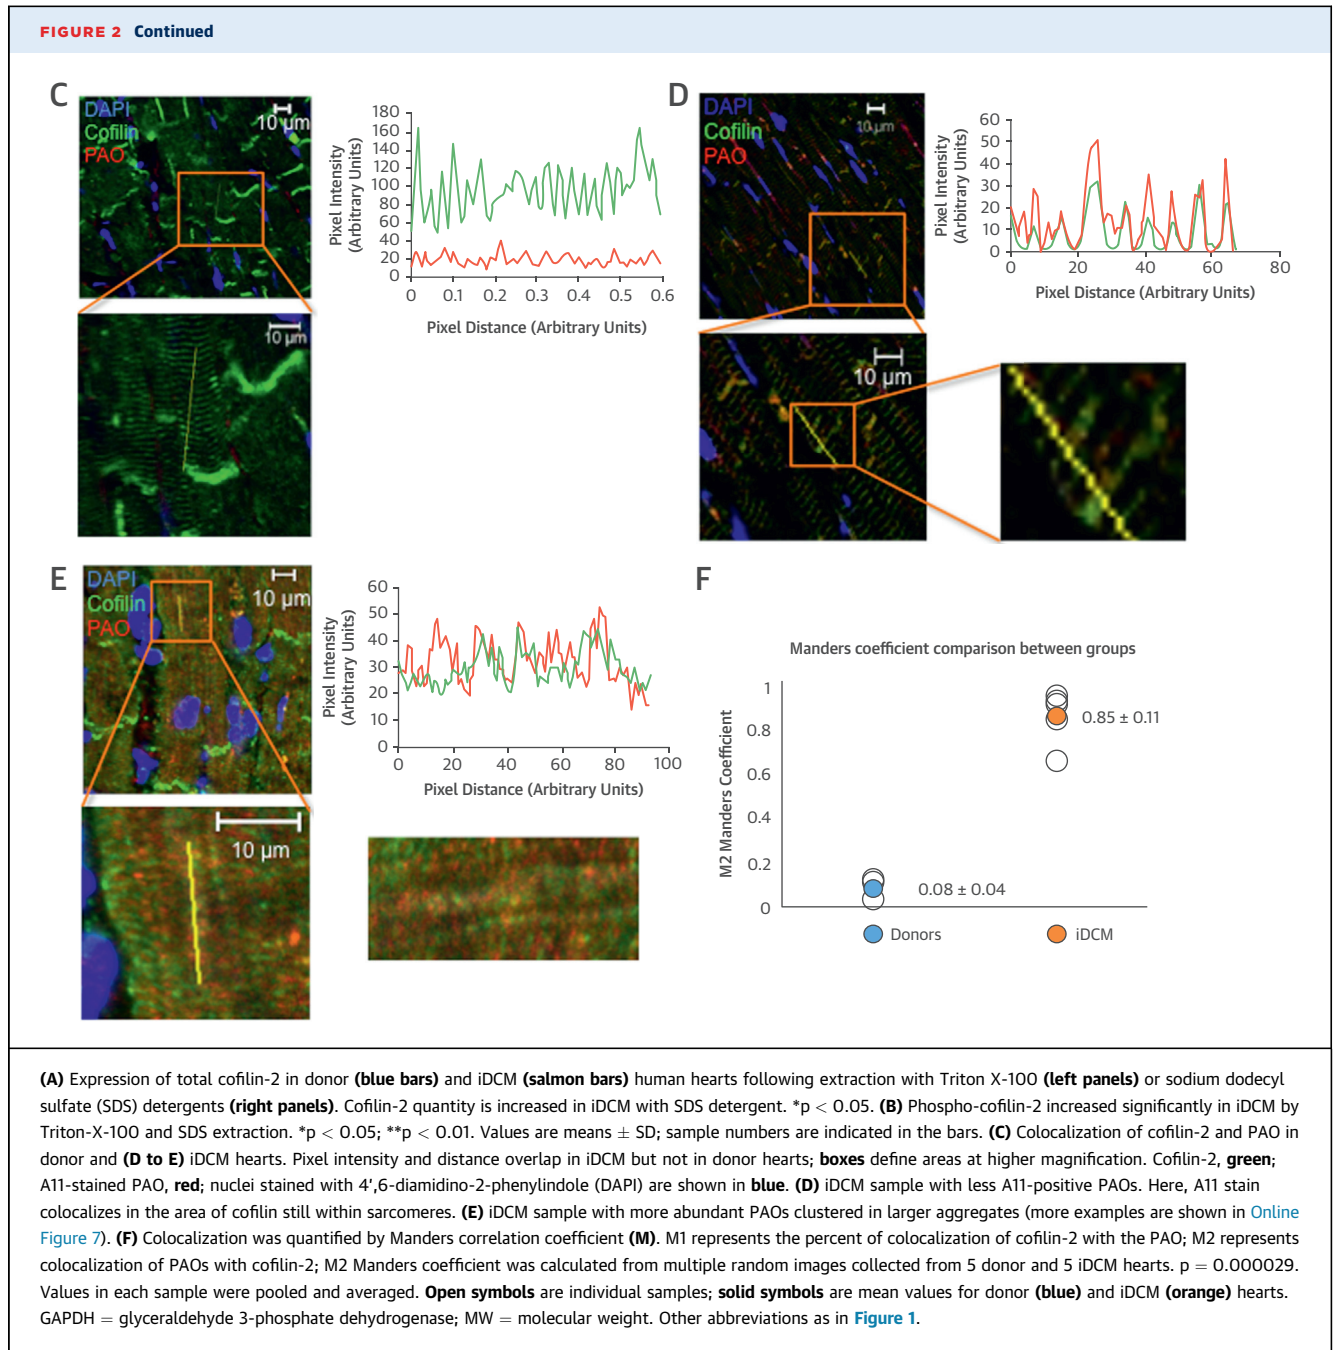 FIGURE 2 Continued
C
DAPI
Cofilin
PAO
10 µm
10 µm
Pixel Intensity
(Arbitrary Units)
180
160
140
120
100
80
60
40
20
0
0 0.1 0.2 0.3 0.4 0.5 0.6
Pixel Distance (Arbitrary Units)
D
DAPI
Cofilin
PAO
10 µm
10 µm
Pixel Intensity
(Arbitrary Units)
60
50
40
30
20
10
0
0 20 40 60 80
Pixel Distance (Arbitrary Units)
E
DAPI
Cofilin
PAO
10 µm
10 µm
Pixel Intensity
(Arbitrary Units)
60
50
40
30
20
10
0
0 20 40 60 80 100
Pixel Distance (Arbitrary Units)
F
Manders coefficient comparison between groups
M2 Manders Coefficient
1
0.8
0.6
0.4
0.2
0
0.85 ± 0.11
0.08 ± 0.04
Donors iDCM
(A) Expression of total cofilin-2 in donor (blue bars) and iDCM (salmon bars) human hearts following extraction with Triton X-100 (left panels) or sodium dodecyl
sulfate (SDS) detergents (right panels). Cofilin-2 quantity is increased in iDCM with SDS detergent. *p < 0.05. (B) Phospho-cofilin-2 increased significantly in iDCM by
Triton-X-100 and SDS extraction. *p < 0.05; **p < 0.01. Values are means ± SD; sample numbers are indicated in the bars. (C) Colocalization of cofilin-2 and PAO in
donor and (D to E) iDCM hearts. Pixel intensity and distance overlap in iDCM but not in donor hearts; boxes define areas at higher magnification. Cofilin-2, green;
A11-stained PAO, red; nuclei stained with 4′,6-diamidino-2-phenylindole (DAPI) are shown in blue. (D) iDCM sample with less A11-positive PAOs. Here, A11 stain
colocalizes in the area of cofilin still within sarcomeres. (E) iDCM sample with more abundant PAOs clustered in larger aggregates (more examples are shown in Online
Figure 7). (F) Colocalization was quantified by Manders correlation coefficient (M). M1 represents the percent of colocalization of cofilin-2 with the PAO; M2 represents
colocalization of PAOs with cofilin-2; M2 Manders coefficient was calculated from multiple random images collected from 5 donor and 5 iDCM hearts. p = 0.000029.
Values in each sample were pooled and averaged. Open symbols are individual samples; solid symbols are mean values for donor (blue) and iDCM (orange) hearts.
GAPDH = glyceraldehyde 3-phosphate dehydrogenase; MW = molecular weight. Other abbreviations as in Figure 1.